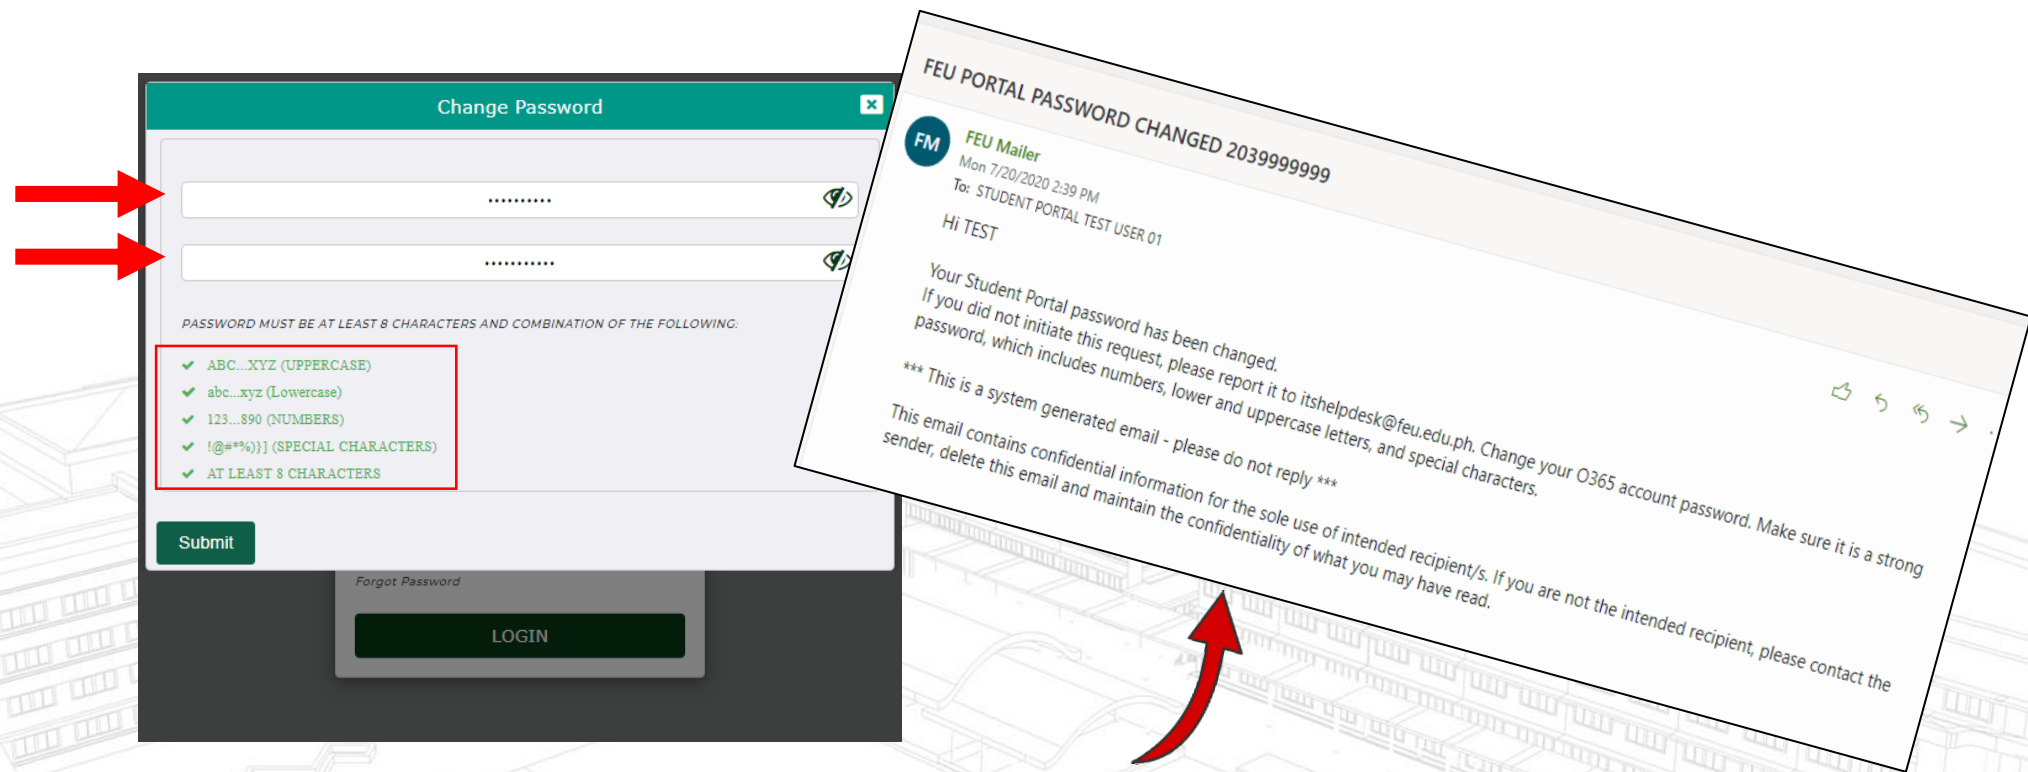 Change Password
••••••••••
•••••••••••
PASSWORD MUST BE AT LEAST 8 CHARACTERS AND COMBINATION OF THE FOLLOWING:
ABC...XYZ (UPPERCASE)
abc...xyz (Lowercase)
123...890 (NUMBERS)
!@#*%)}] (SPECIAL CHARACTERS)
AT LEAST 8 CHARACTERS
Submit
Forgot Password
LOGIN
FEU PORTAL PASSWORD CHANGED 2039999999
FM
FEU Mailer
Mon 7/20/2020 2:39 PM
To: STUDENT PORTAL TEST USER 01
Hi TEST
Your Student Portal password has been changed.
If you did not initiate this request, please report it to itshelpdesk@feu.edu.ph. Change your O365 account password. Make sure it is a strong
password, which includes numbers, lower and uppercase letters, and special characters.
*** This is a system generated email - please do not reply ***
This email contains confidential information for the sole use of intended recipient/s. If you are not the intended recipient, please contact the
sender, delete this email and maintain the confidentiality of what you may have read.